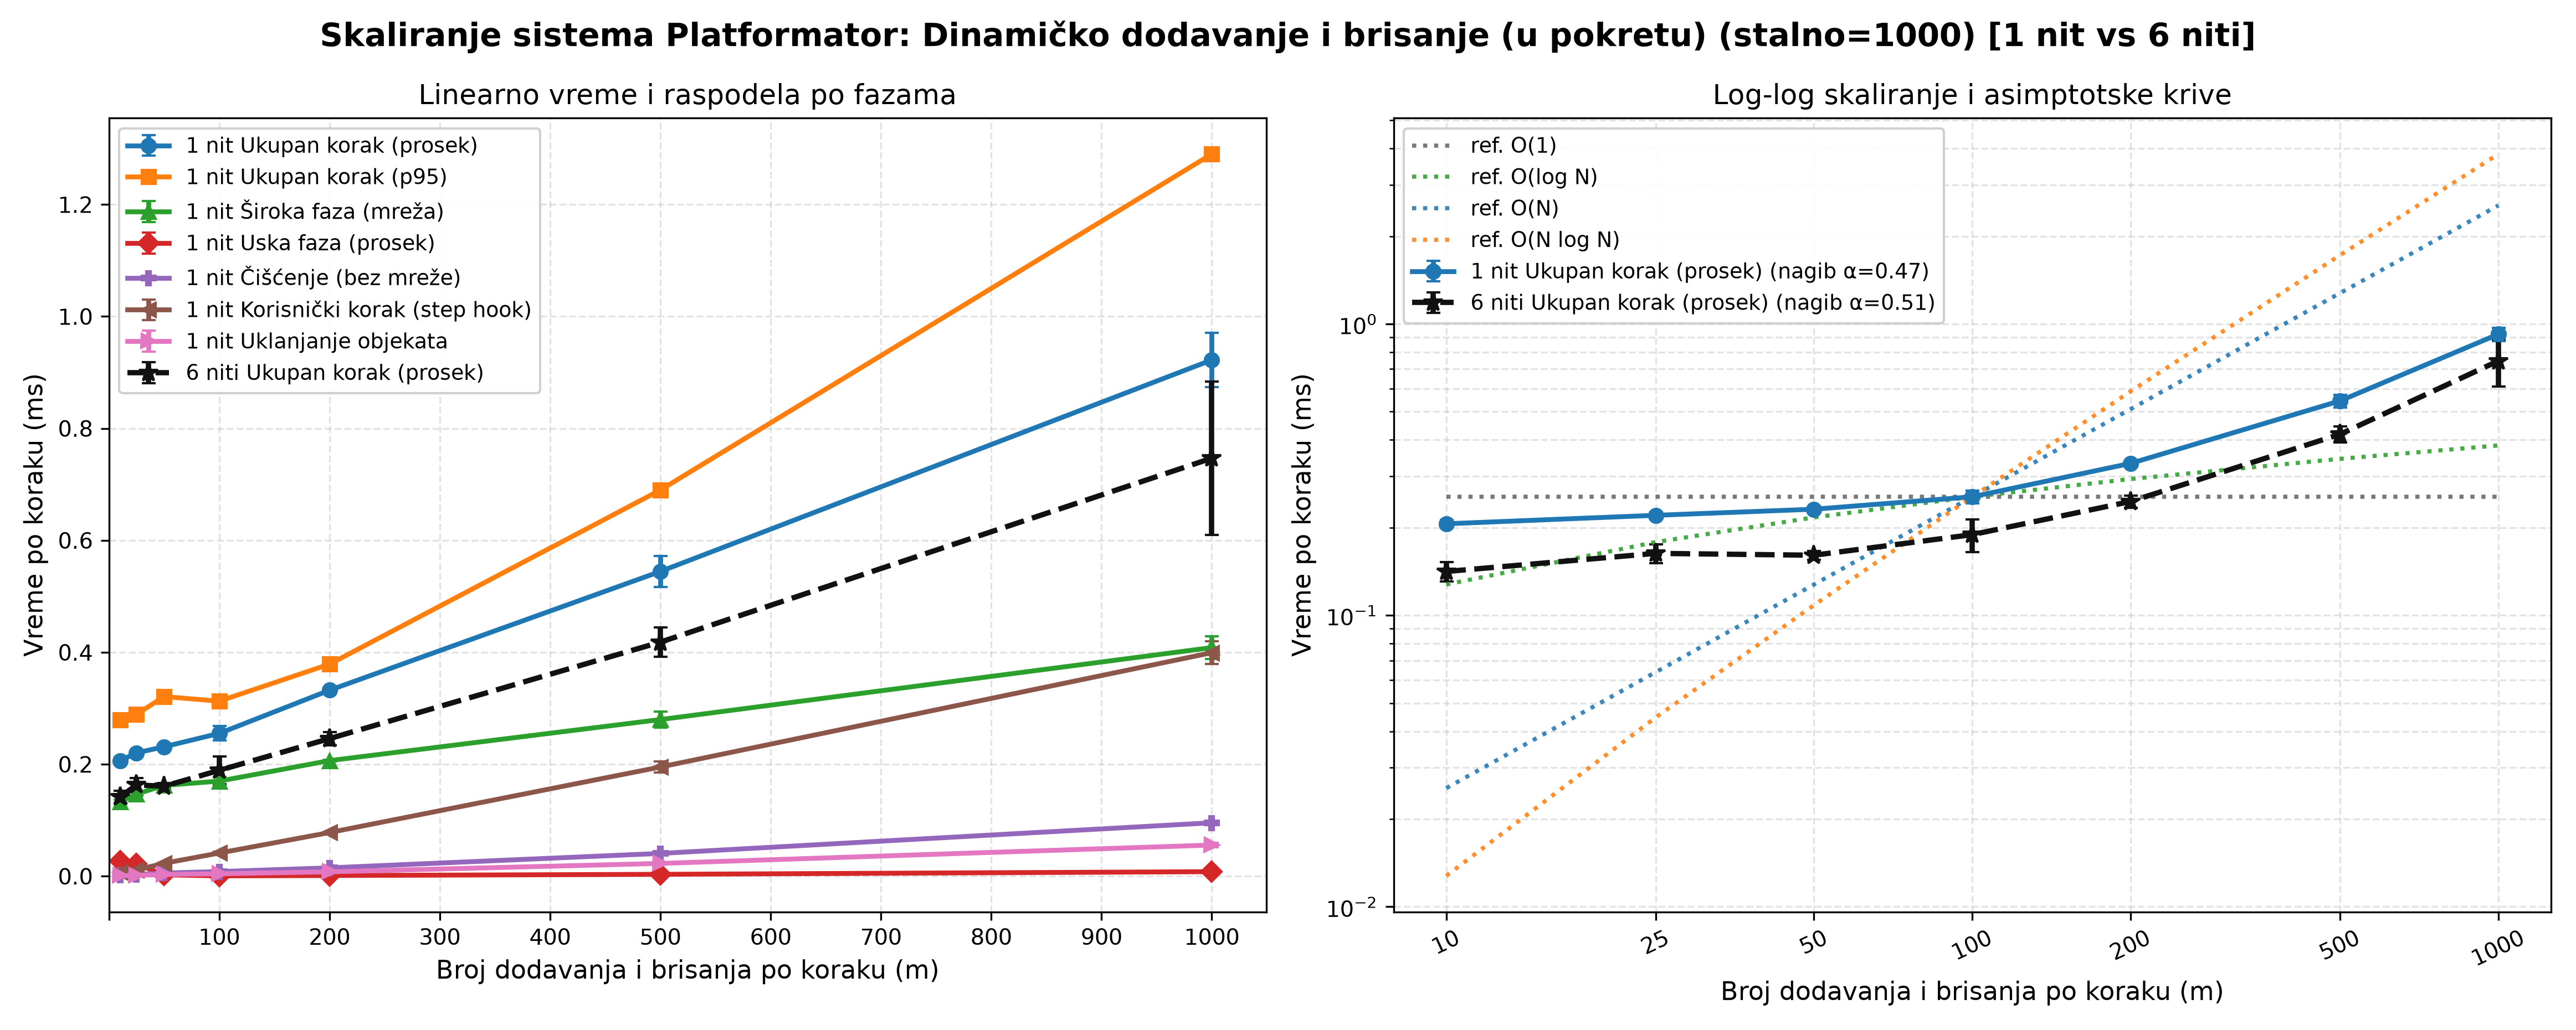 Skaliranje sistema Platformator: Dinamičko dodavanje i brisanje (u pokretu) (stalno=1000) [1 nit vs 6 niti]
Linearno vreme i raspodela po fazama
Vreme po koraku (ms)
1.2
1.0
0.8
0.6
0.4
0.2
0.0
1 nit Ukupan korak (prosek)
1 nit Ukupan korak (p95)
1 nit Široka faza (mreža)
1 nit Uska faza (prosek)
1 nit Čišćenje (bez mreže)
1 nit Korisnički korak (step hook)
1 nit Uklanjanje objekata
6 niti Ukupan korak (prosek)
100 200 300 400 500 600 700 800 900 1000
Broj dodavanja i brisanja po koraku (m)
Log-log skaliranje i asimptotske krive
Vreme po koraku (ms)
10⁰
10⁻¹
10⁻²
ref. O(1)
ref. O(log N)
ref. O(N)
ref. O(N log N)
1 nit Ukupan korak (prosek) (nagib α=0.47)
6 niti Ukupan korak (prosek) (nagib α=0.51)
10 25 50 100 200 500 1000
Broj dodavanja i brisanja po koraku (m)